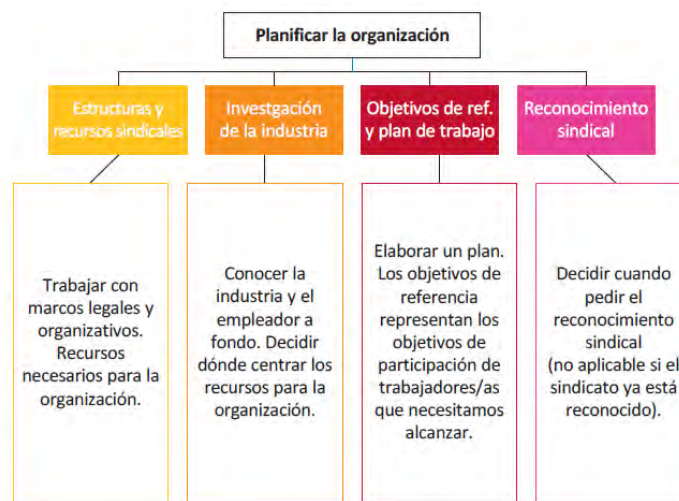 Planificar la organización
Estructuras y
recursos sindicales
Investgación
de la industria
Objetivos de ref.
y plan de trabajo
Reconocimiento
sindical
Trabajar con
marcos legales y
organizativos.
Recursos
necesarios para la
organización.
Conocer la
industria y el
empleador a
fondo. Decidir
dónde centrar los
recursos para la
organización.
Elaborar un plan.
Los objetivos de
referencia
representan los
objetivos de
participación de
trabajadores/as
que necesitamos
alcanzar.
Decidir cuando
pedir el
reconocimiento
sindical
(no aplicable si el
sindicato ya está
reconocido).